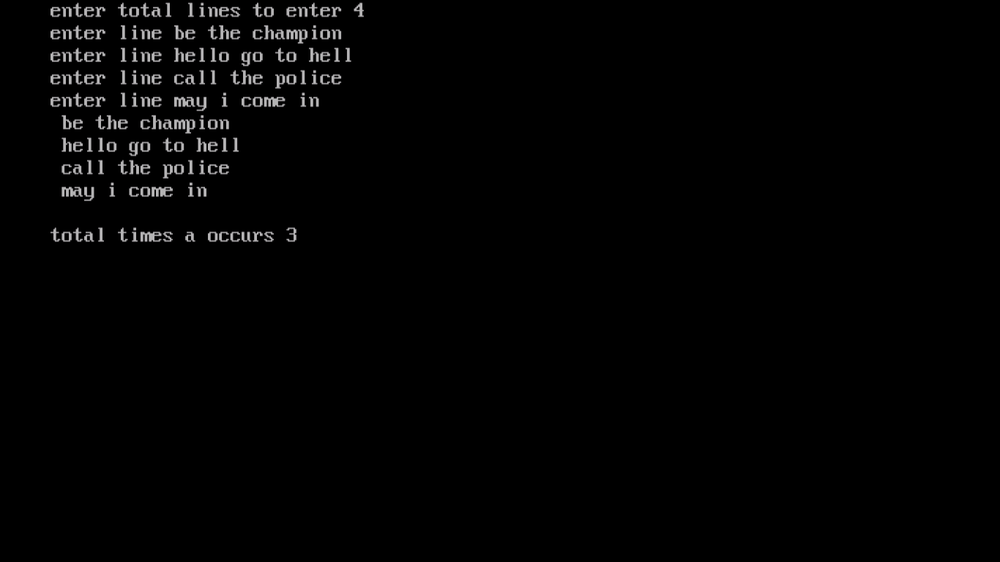 enter total lines to enter 4
enter line be the champion
enter line hello go to hell
enter line call the police
enter line may i come in
be the champion
hello go to hell
call the police
may i come in
total times a occurs 3